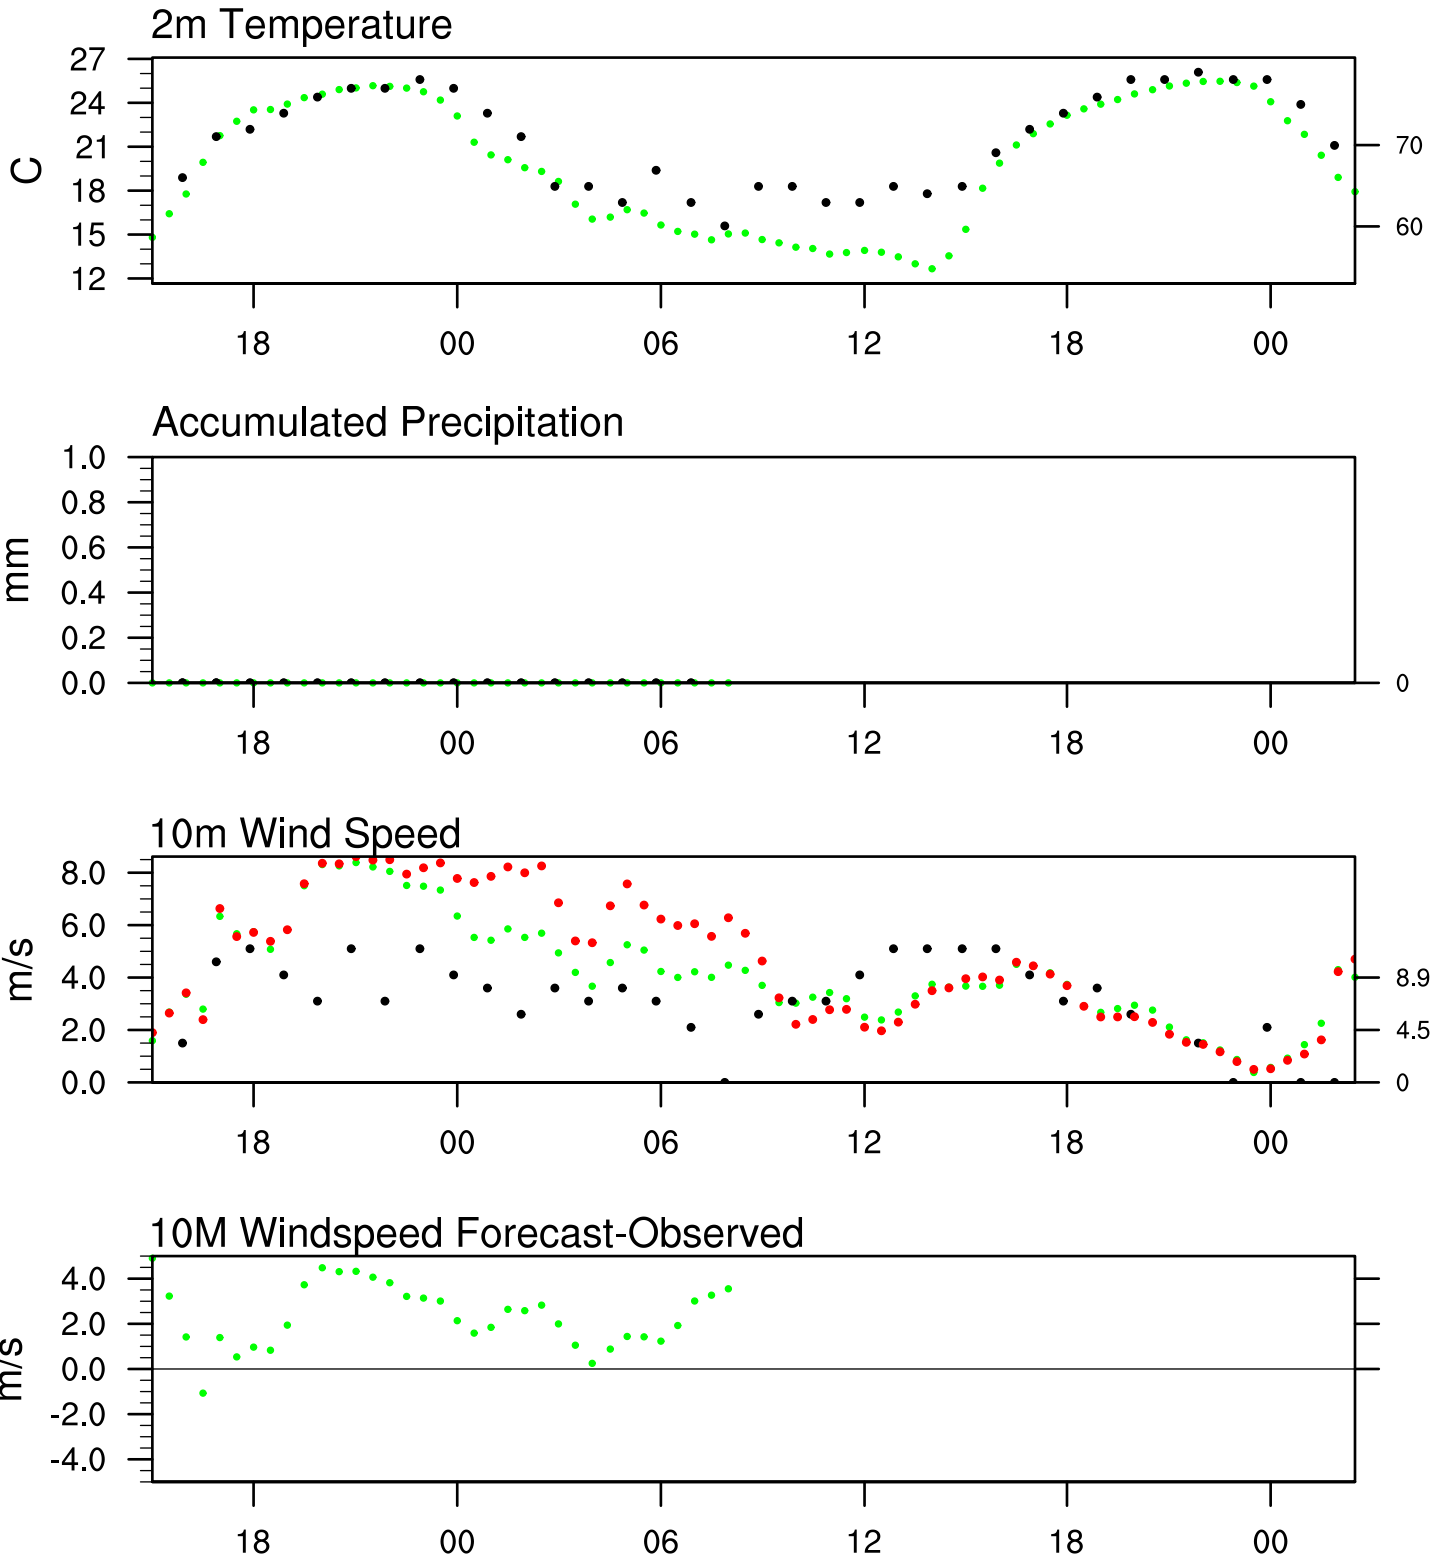 2m Temperature
27
24
21
18
15
12
C
70
60
18 00 06 12 18 00
Accumulated Precipitation
1.0
0.8
0.6
0.4
0.2
0.0
mm
0
18 00 06 12 18 00
10m Wind Speed
8.0
6.0
4.0
2.0
0.0
m/s
8.9
4.5
0
18 00 06 12 18 00
10M Windspeed Forecast-Observed
4.0
2.0
0.0
-2.0
-4.0
m/s
18 00 06 12 18 00